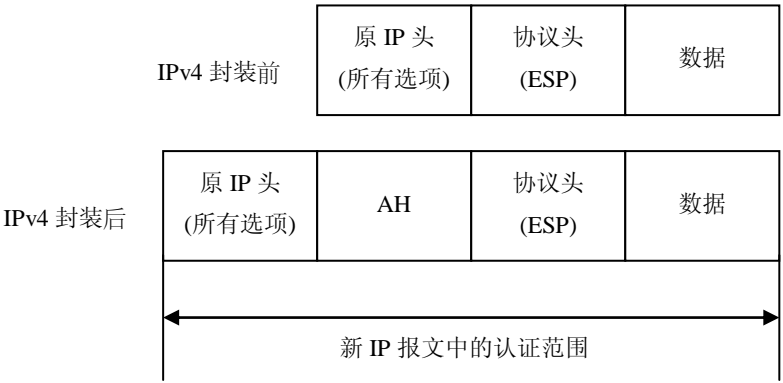 IPv4 封装前
原 IP 头
(所有选项)
协议头
(ESP)
数据
IPv4 封装后
原 IP 头
(所有选项)
AH
协议头
(ESP)
数据
新 IP 报文中的认证范围